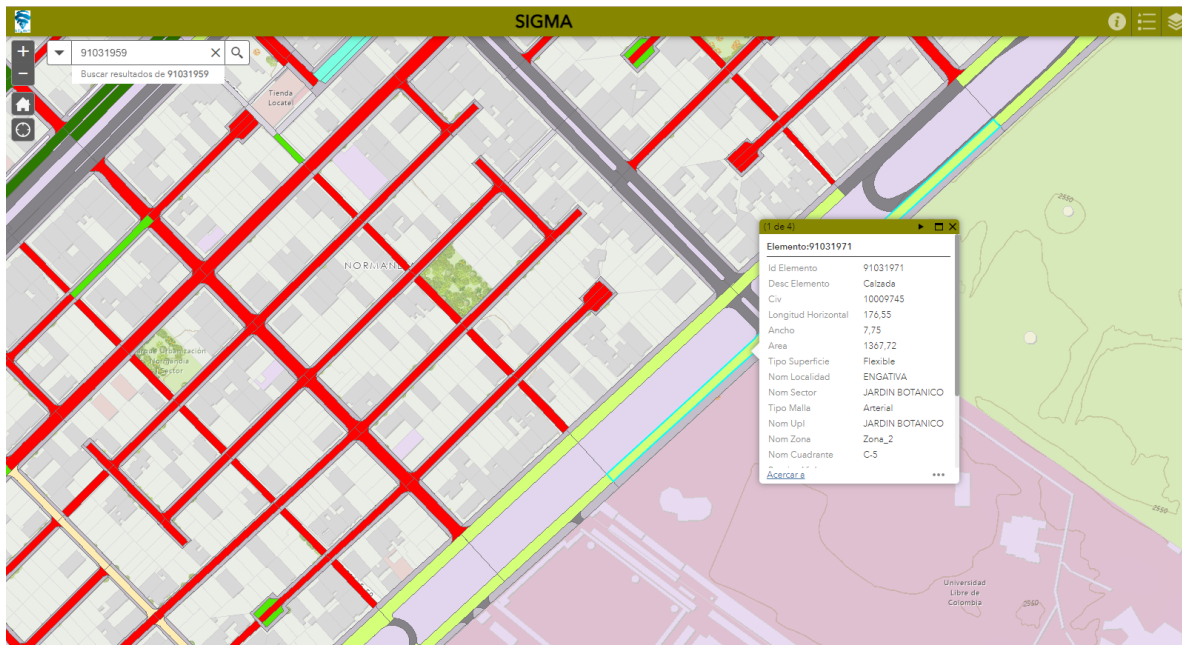 SIGMA
91031959
Buscar resultados de 91031959
Tienda
Locatel
2550
(1 de 4)
Elemento:91031971
Id Elemento 91031971
Desc Elemento Calzada
Civ 10009745
Longitud Horizontal 176,55
Ancho 7,75
Area 1367,72
Tipo Superficie Flexible
Nom Localidad ENGATIVA
Nom Sector JARDIN BOTANICO
Tipo Malla Arterial
Nom Upl JARDIN BOTANICO
Nom Zona Zona_2
Nom Cuadrante C-5
Acercar a
Urbanización
Normandia
Sector
2550
Universidad
Libre de
Colombia
2550